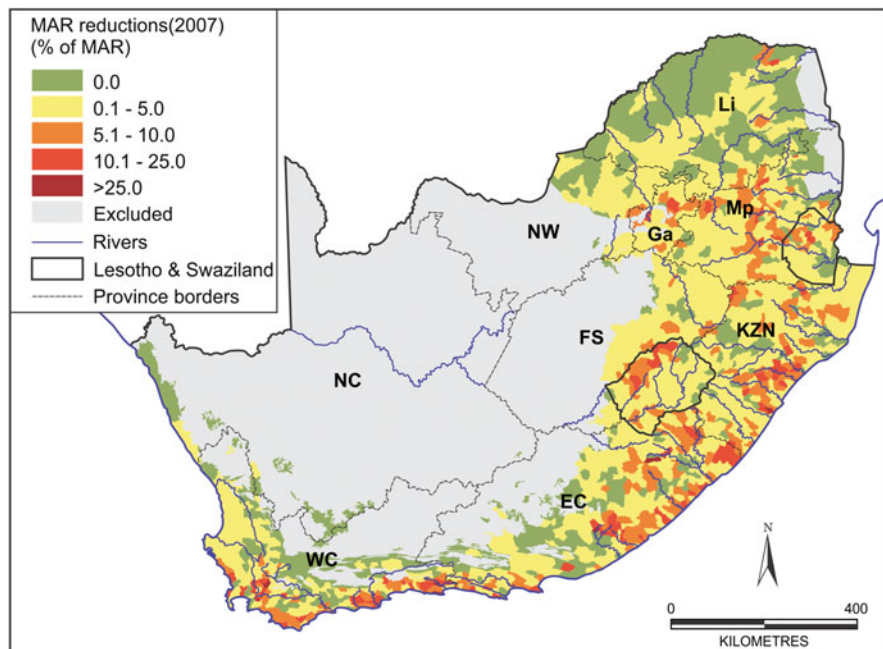 MAR reductions(2007)
(% of MAR)
0.0
0.1 - 5.0
5.1 - 10.0
10.1 - 25.0
>25.0
Excluded
Rivers
Lesotho & Swaziland
Province borders
Li
NW
Mp
Ga
FS
KZN
NC
EC
WC
N
0 400
KILOMETRES